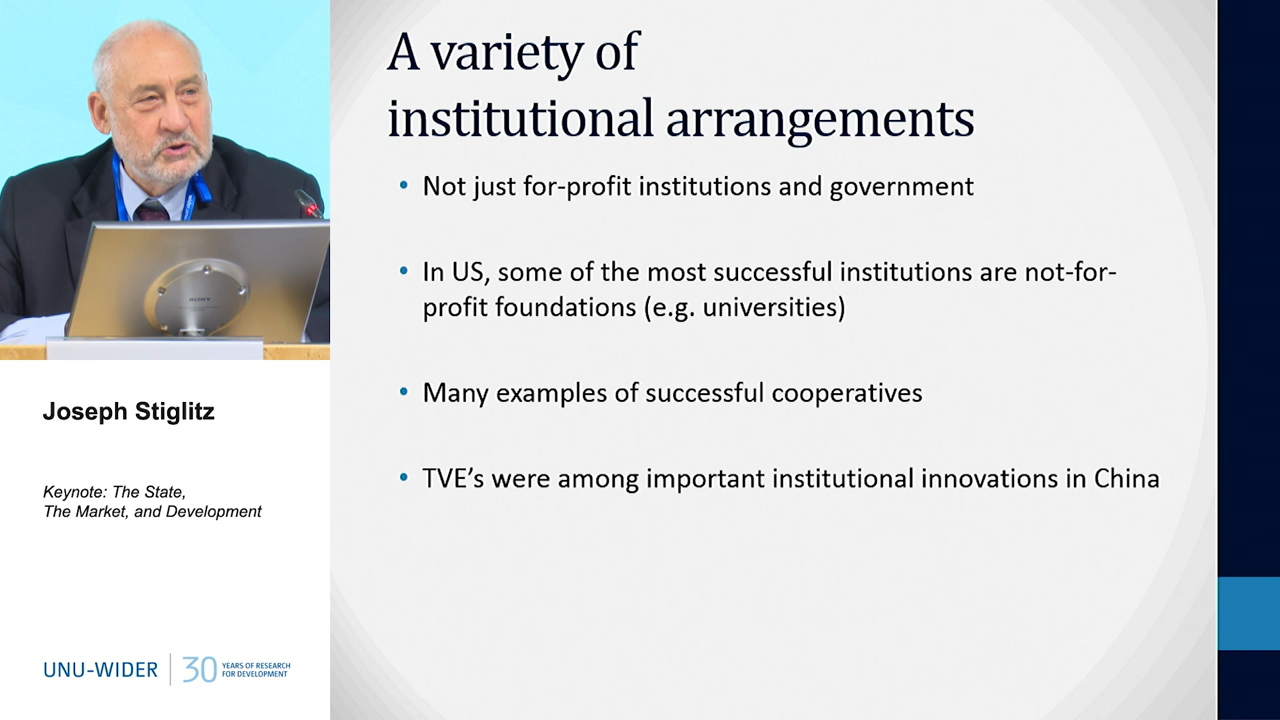 A variety of
institutional arrangements
• Not just for-profit institutions and government
• In US, some of the most successful institutions are not-for-
profit foundations (e.g. universities)
• Many examples of successful cooperatives
• TVE’s were among important institutional innovations in China
SONY
Joseph Stiglitz
Keynote: The State,
The Market, and Development
UNU-WIDER
30
YEARS OF RESEARCH
FOR DEVELOPMENT